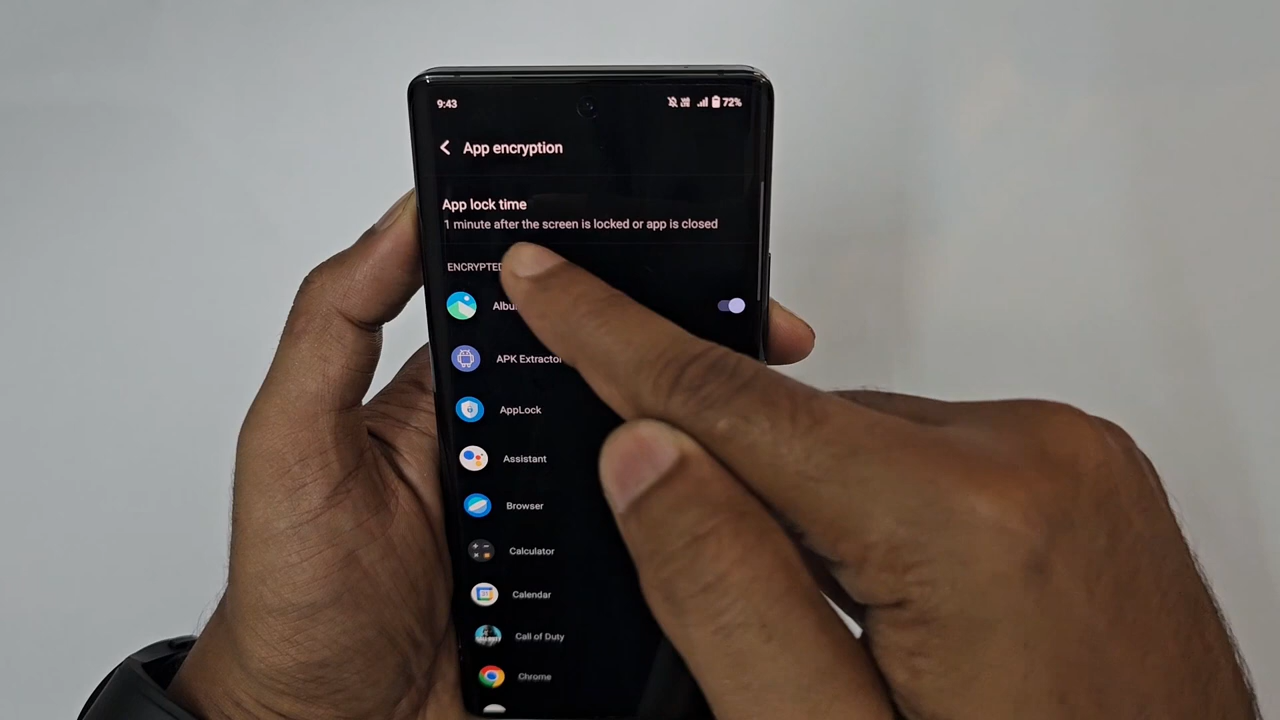 9:43
72%
App encryption
App lock time
1 minute after the screen is locked or app is closed
ENCRYPTED
APK Extractor
AppLock
Assistant
Browser
Calculator
Calendar
Call of Duty
Chrome